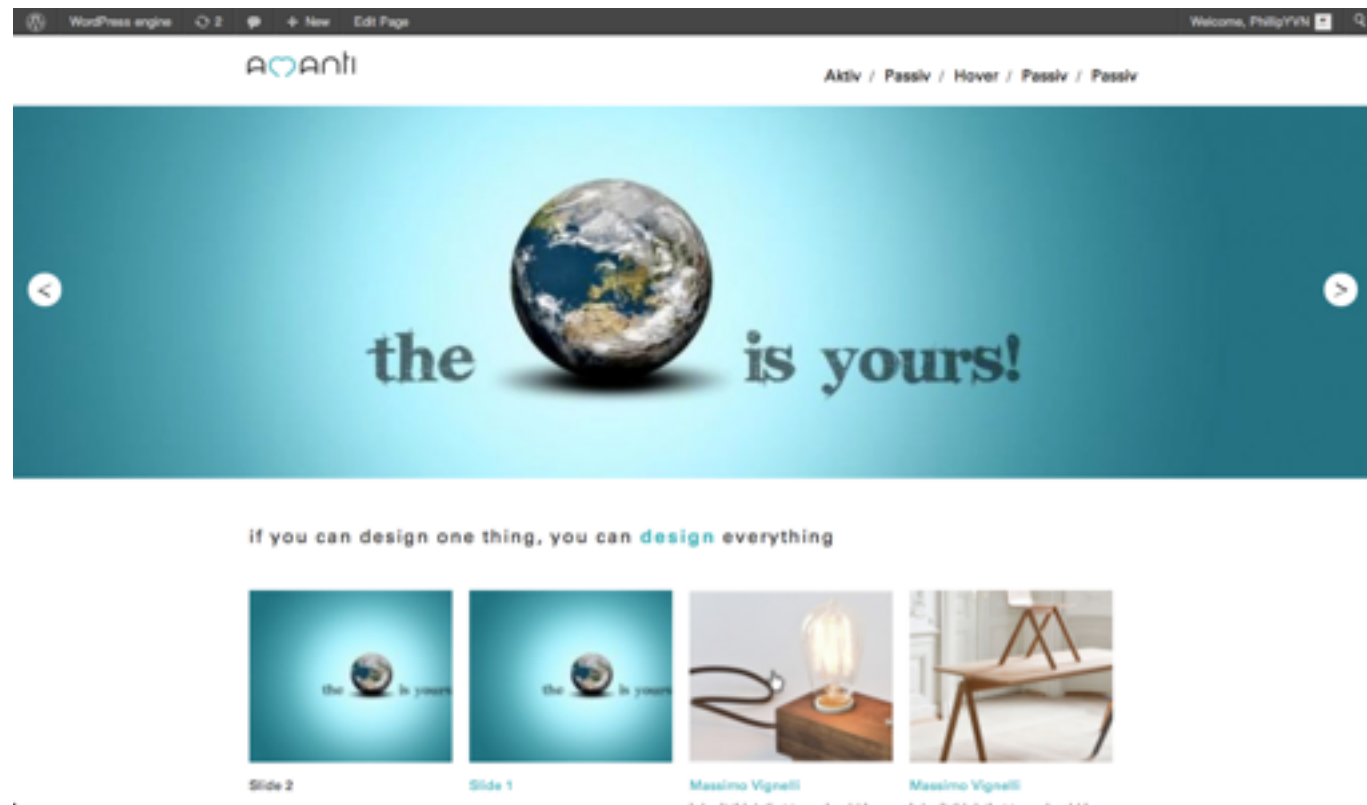 WordPress engine 2 + New Edit Page Welcome, PhillipYVN
AMANTI
Aktiv / Passiv / Hover / Passiv / Passiv
< >
the is yours!
if you can design one thing, you can design everything
the is yours the is yours
Slide 2 Slide 1 Massimo Vignelli Massimo Vignelli